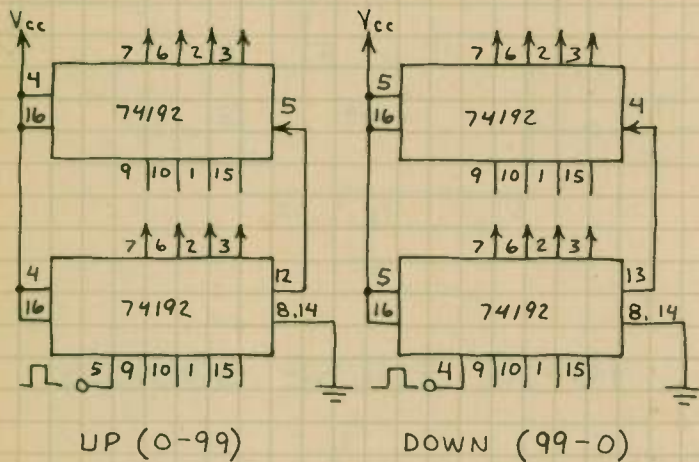 Vcc Vcc
7 6 2 3 7 6 2 3
4 5 5 4
16 74192 16 74192
9 10 1 15 9 10 1 15
7 6 2 3 7 6 2 3
4 12 5 13
16 74192 8,14 16 74192 8,14
5 9 10 1 15 4 9 10 1 15
UP (0-99) DOWN (99-0)